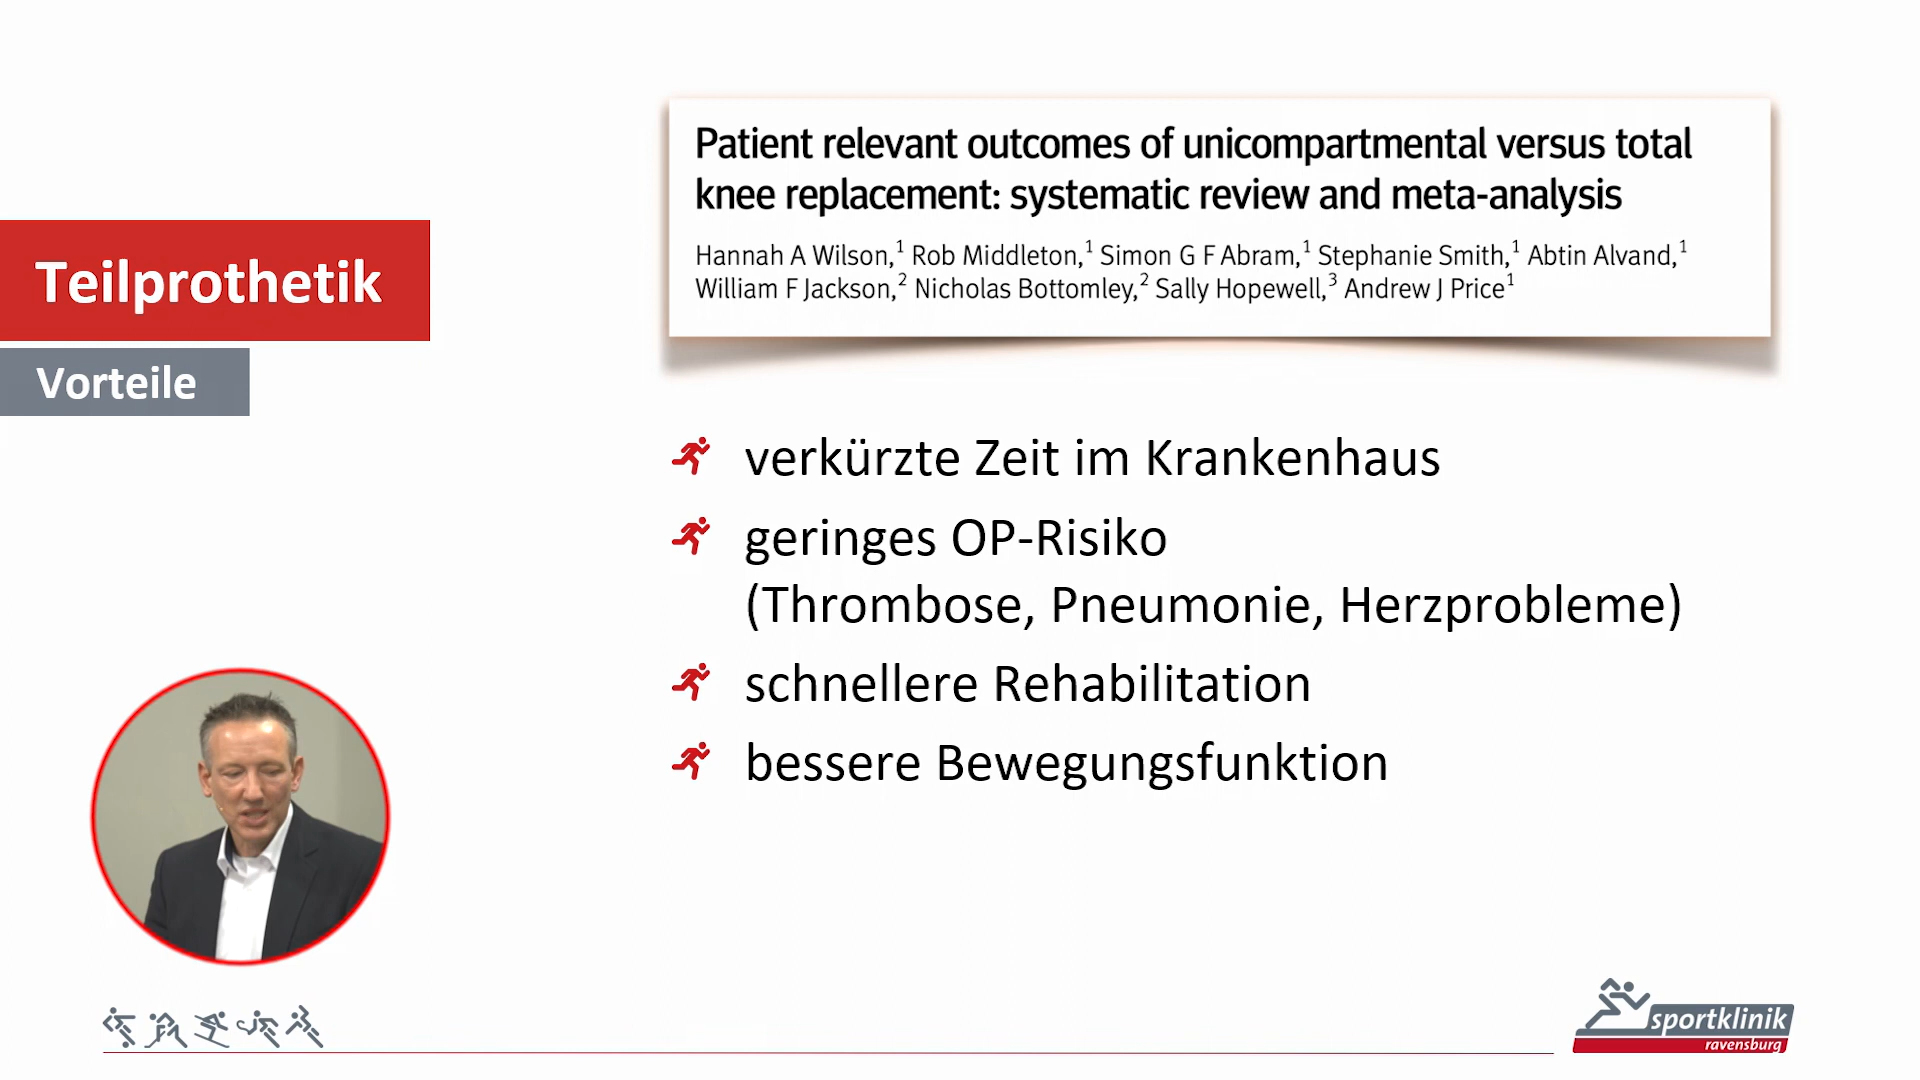 Teilprothetik
Vorteile
Patient relevant outcomes of unicompartmental versus total
knee replacement: systematic review and meta-analysis
Hannah A Wilson,¹ Rob Middleton,¹ Simon G F Abram,¹ Stephanie Smith,¹ Abtin Alvand,¹
William F Jackson,² Nicholas Bottomley,² Sally Hopewell,³ Andrew J Price¹
verkürzte Zeit im Krankenhaus
geringes OP-Risiko
(Thrombose, Pneumonie, Herzprobleme)
schnellere Rehabilitation
bessere Bewegungsfunktion
sportklinik
ravensburg